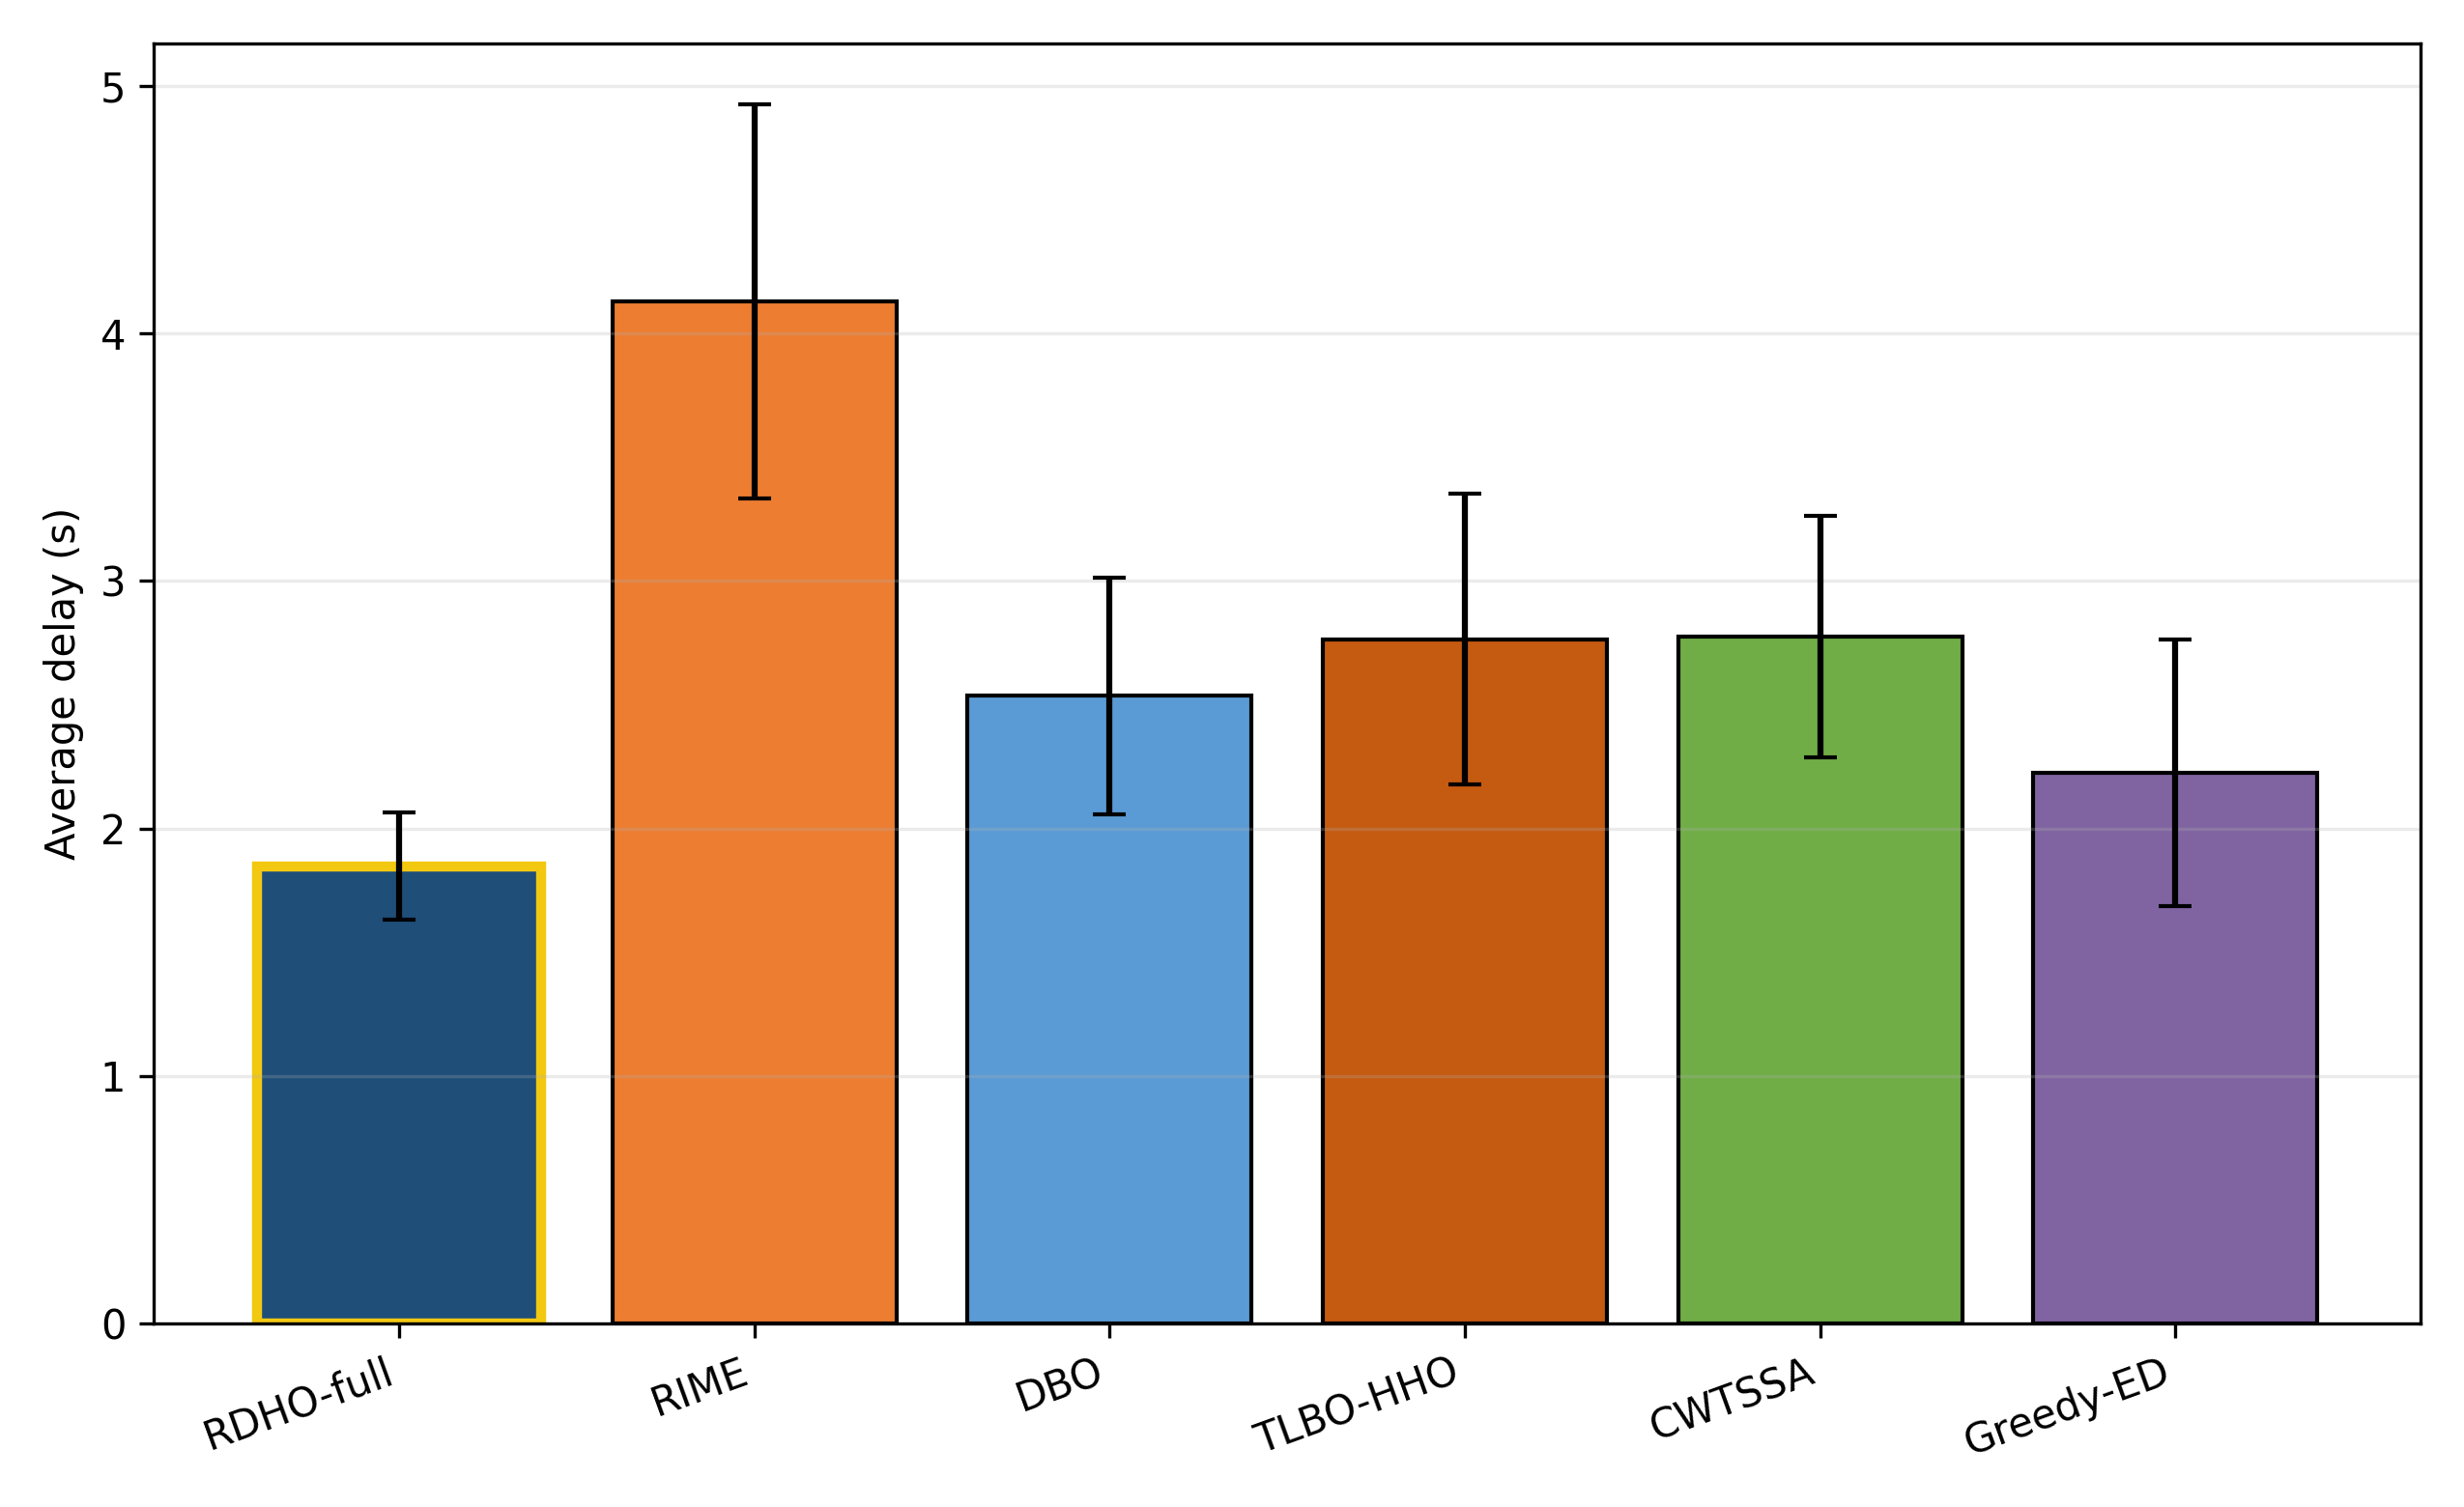 Average delay (s)
5
4
3
2
1
0
RDHO-full
RIME
DBO
TLBO-HHO
CWTSSA
Greedy-ED